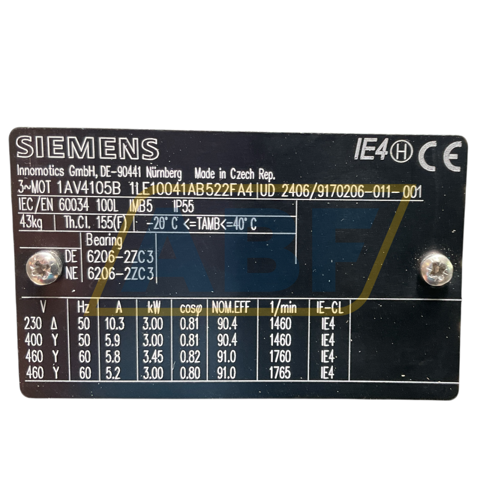 SIEMENS IE4 H CE
Innomotics GmbH, DE-90441 Nürnberg Made in Czech Rep.
3~MOT 1AV4105B 1LE10041AB522FA4 UD 2406/9170206-011-001
IEC/EN 60034 100L IMB5 IP55
43kg Th.Cl. 155(F) -20°C <=TAMB<=40°C
Bearing
DE 6206-2ZC3
NE 6206-2ZC3
V Hz A kW cosφ NOM.EFF 1/min IE-CL
230 Δ 50 10.3 3.00 0.81 90.4 1460 IE4
400 Y 50 5.9 3.00 0.81 90.4 1460 IE4
460 Y 60 5.8 3.45 0.82 91.0 1760 IE4
460 Y 60 5.2 3.00 0.80 91.0 1765 IE4
ABF